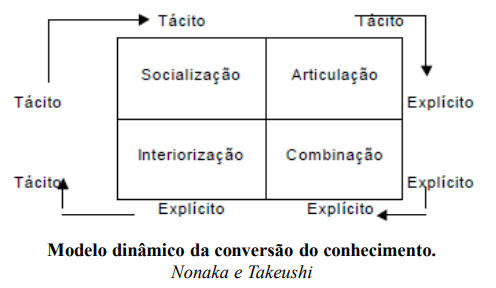 Tácito Tácito
Socialização Articulação
Tácito Explícito
Interiorização Combinação
Tácito Explícito
Explícito Explícito
Modelo dinâmico da conversão do conhecimento.
Nonaka e Takeushi